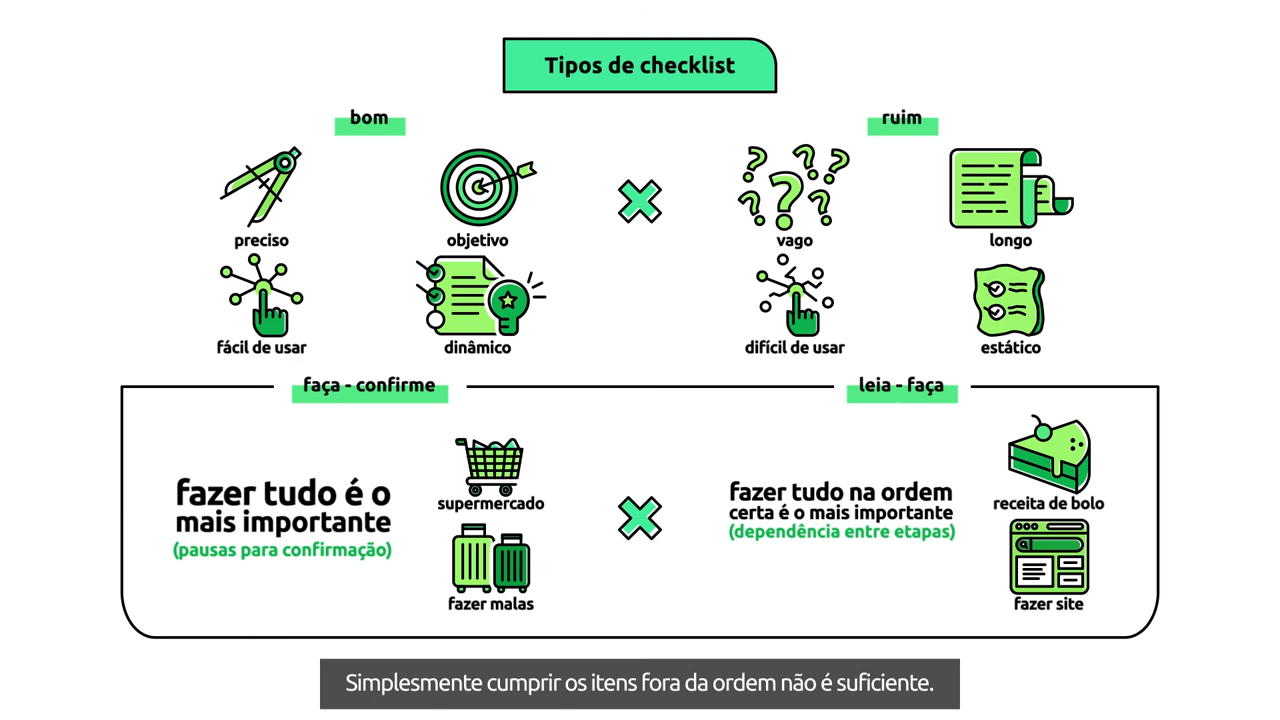 Tipos de checklist
bom
ruim
preciso
objetivo
vago
longo
fácil de usar
dinâmico
difícil de usar
estático
faça - confirme
leia - faça
fazer tudo é o
mais importante
(pausas para confirmação)
supermercado
fazer malas
fazer tudo na ordem
certa é o mais importante
(dependência entre etapas)
receita de bolo
fazer site
Simplesmente cumprir os itens fora da ordem não é suficiente.